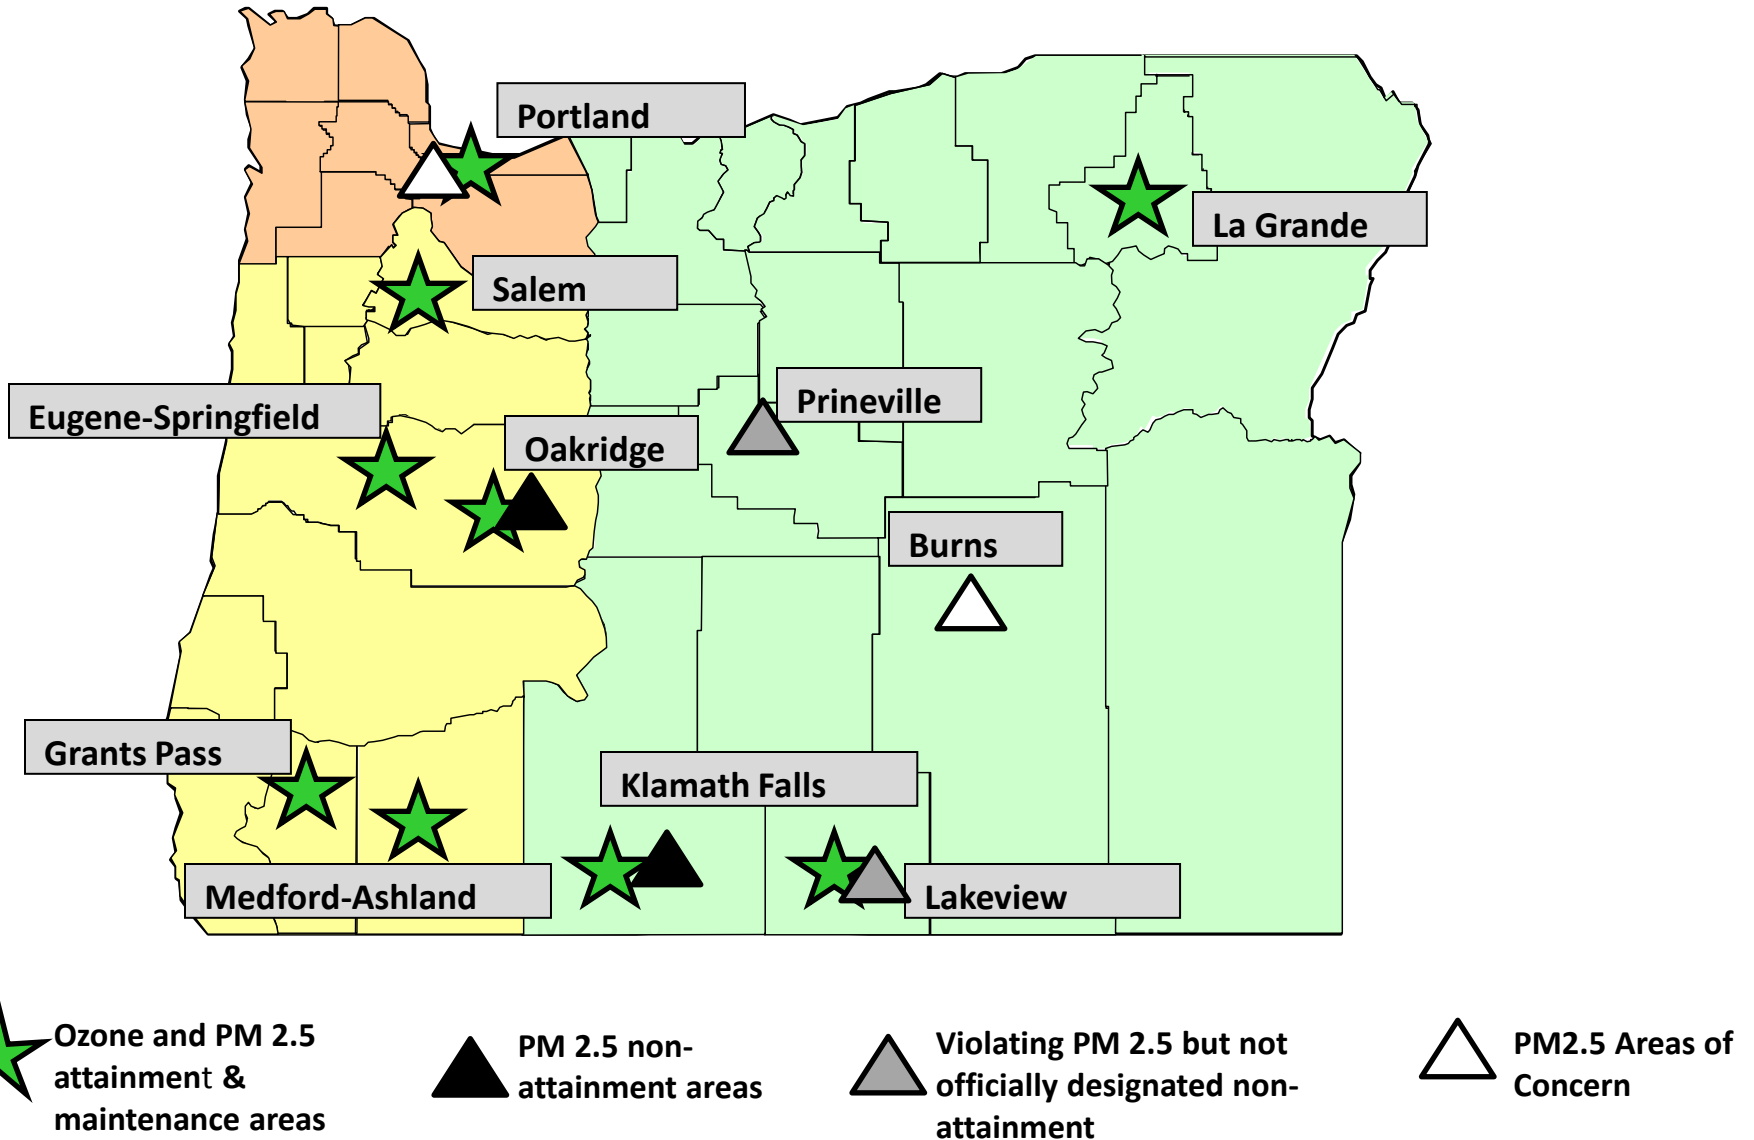 Portland
La Grande
Salem
Prineville
Eugene-Springfield
Oakridge
Burns
Grants Pass
Klamath Falls
Medford-Ashland
Lakeview
Ozone and PM 2.5
attainment &
maintenance areas
PM 2.5 non-
attainment areas
Violating PM 2.5 but not
officially designated non-
attainment
PM2.5 Areas of
Concern